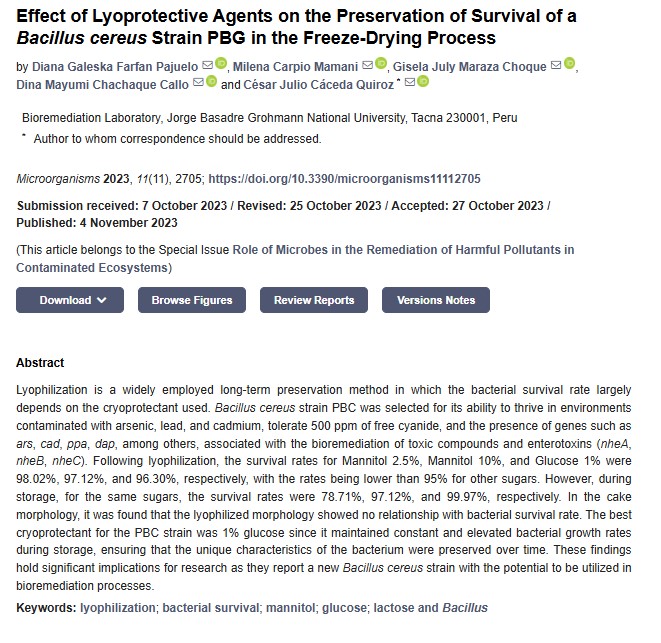 Effect of Lyoprotective Agents on the Preservation of Survival of a
Bacillus cereus Strain PBG in the Freeze-Drying Process
by Diana Galeska Farfan Pajuelo, Milena Carpio Mamani, Gisela July Maraza Choque,
Dina Mayumi Chachaque Callo and César Julio Cáceda Quiroz *
Bioremediation Laboratory, Jorge Basadre Grohmann National University, Tacna 230001, Peru
* Author to whom correspondence should be addressed.
Microorganisms 2023, 11(11), 2705; https://doi.org/10.3390/microorganisms11112705
Submission received: 7 October 2023 / Revised: 25 October 2023 / Accepted: 27 October 2023 /
Published: 4 November 2023
(This article belongs to the Special Issue Role of Microbes in the Remediation of Harmful Pollutants in
Contaminated Ecosystems)
Download Browse Figures Review Reports Versions Notes
Abstract
Lyophilization is a widely employed long-term preservation method in which the bacterial survival rate largely
depends on the cryoprotectant used. Bacillus cereus strain PBC was selected for its ability to thrive in environments
contaminated with arsenic, lead, and cadmium, tolerate 500 ppm of free cyanide, and the presence of genes such as
ars, cad, ppa, dap, among others, associated with the bioremediation of toxic compounds and enterotoxins (nheA,
nheB, nheC). Following lyophilization, the survival rates for Mannitol 2.5%, Mannitol 10%, and Glucose 1% were
98.02%, 97.12%, and 96.30%, respectively, with the rates being lower than 95% for other sugars. However, during
storage, for the same sugars, the survival rates were 78.71%, 97.12%, and 99.97%, respectively. In the cake
morphology, it was found that the lyophilized morphology showed no relationship with bacterial survival rate. The best
cryoprotectant for the PBC strain was 1% glucose since it maintained constant and elevated bacterial growth rates
during storage, ensuring that the unique characteristics of the bacterium were preserved over time. These findings
hold significant implications for research as they report a new Bacillus cereus strain with the potential to be utilized in
bioremediation processes.
Keywords: lyophilization; bacterial survival; mannitol; glucose; lactose and Bacillus